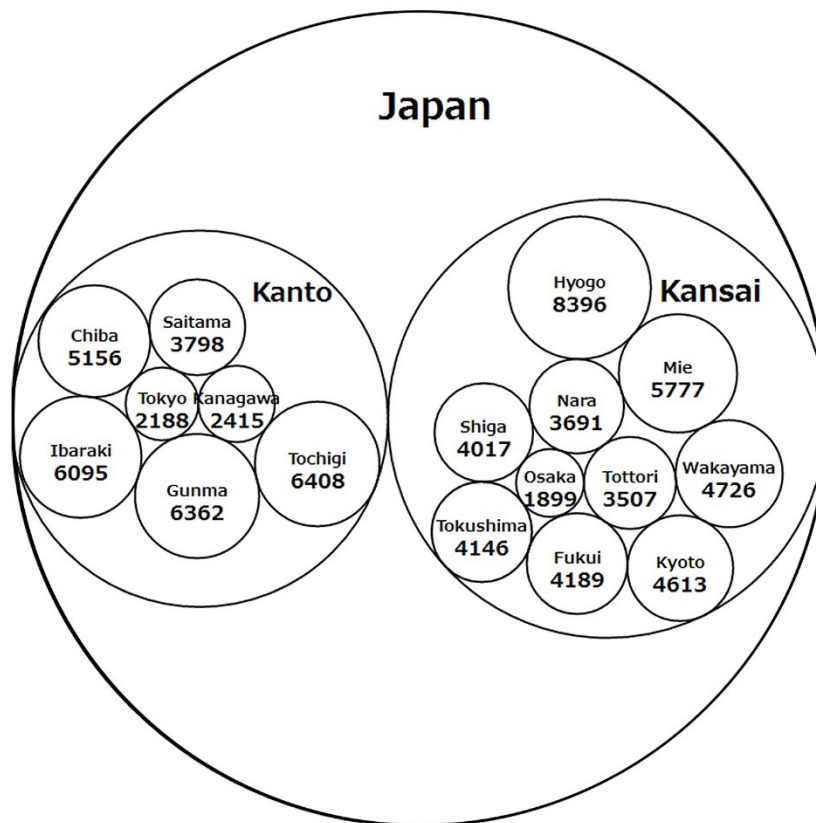 Japan
Kanto
Chiba
5156
Saitama
3798
Tokyo
2188
Kanagawa
2415
Ibaraki
6095
Gunma
6362
Tochigi
6408
Kansai
Hyogo
8396
Mie
5777
Nara
3691
Shiga
4017
Osaka
1899
Tottori
3507
Wakayama
4726
Tokushima
4146
Fukui
4189
Kyoto
4613